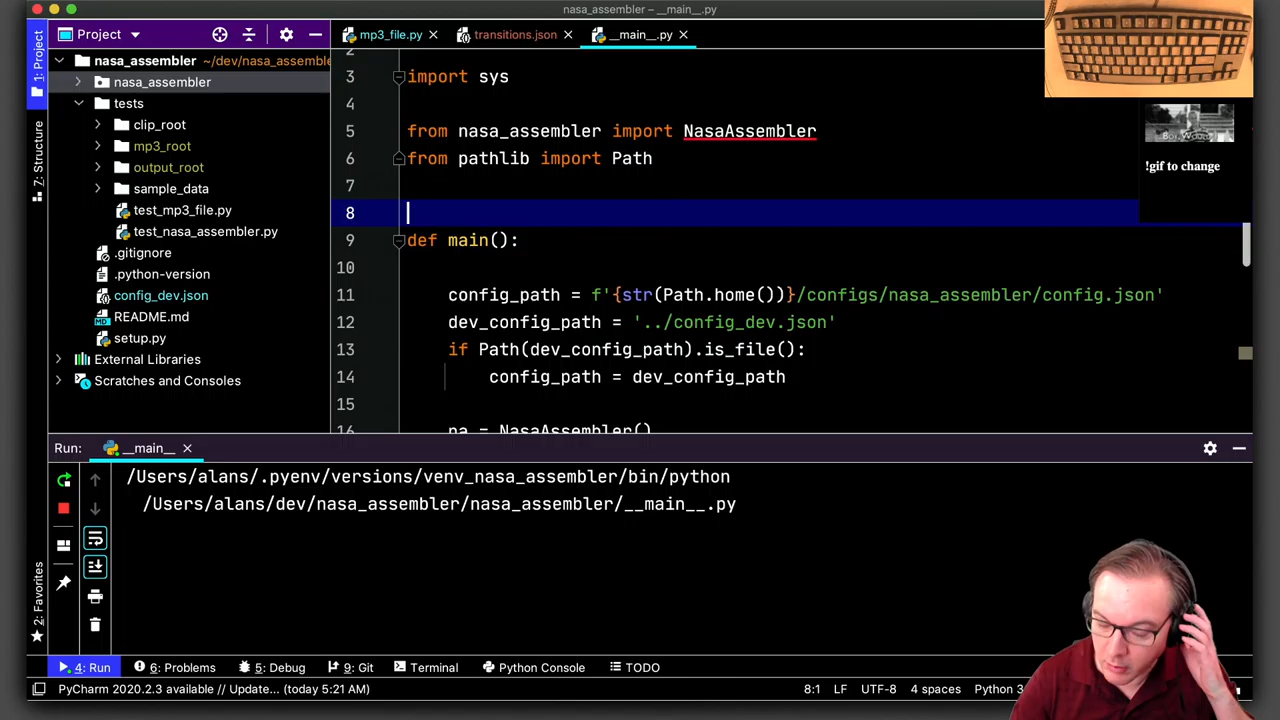 nasa_assembler – __main__.py
Project
mp3_file.py
transitions.json
__main__.py
1: Project
7: Structure
2: Favorites
nasa_assembler ~/dev/nasa_assemble
nasa_assembler
tests
clip_root
mp3_root
output_root
sample_data
test_mp3_file.py
test_nasa_assembler.py
.gitignore
.python-version
config_dev.json
README.md
setup.py
External Libraries
Scratches and Consoles
2
3 import sys
4
5 from nasa_assembler import NasaAssembler
6 from pathlib import Path
7
8
9 def main():
10
11 config_path = f'{str(Path.home())}/configs/nasa_assembler/config.json'
12 dev_config_path = '../config_dev.json'
13 if Path(dev_config_path).is_file():
14 config_path = dev_config_path
15
16 na = NasaAssembler()
!gif to change
Run: __main__
/Users/alans/.pyenv/versions/venv_nasa_assembler/bin/python
/Users/alans/dev/nasa_assembler/nasa_assembler/__main__.py
4: Run
6: Problems
5: Debug
9: Git
Terminal
Python Console
TODO
PyCharm 2020.2.3 available // Update... (today 5:21 AM)
8:1 LF UTF-8 4 spaces Python 3